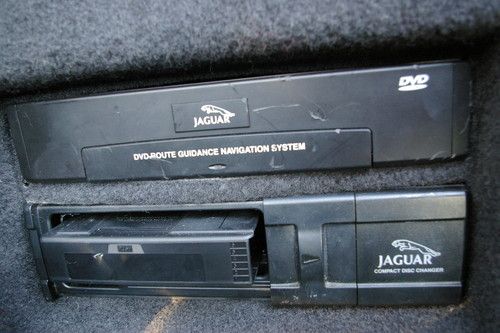 DVD
JAGUAR
DVD-ROUTE GUIDANCE NAVIGATION SYSTEM
JAGUAR
COMPACT DISC CHANGER